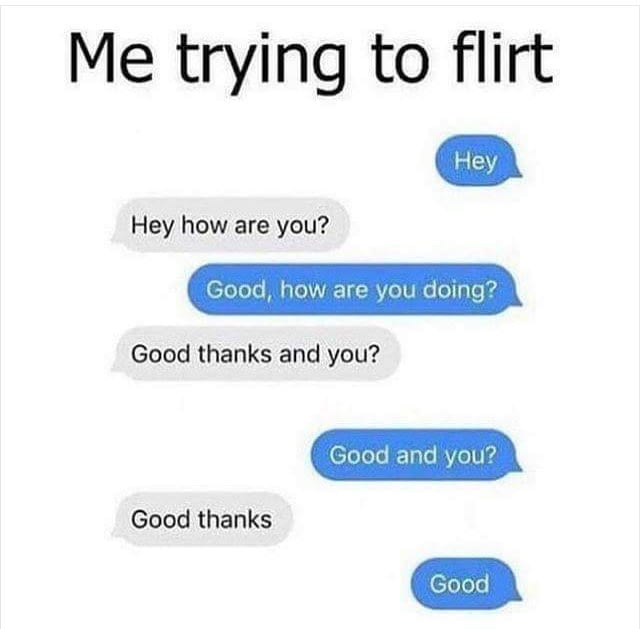 Me trying to flirt
Hey
Hey how are you?
Good, how are you doing?
Good thanks and you?
Good and you?
Good thanks
Good